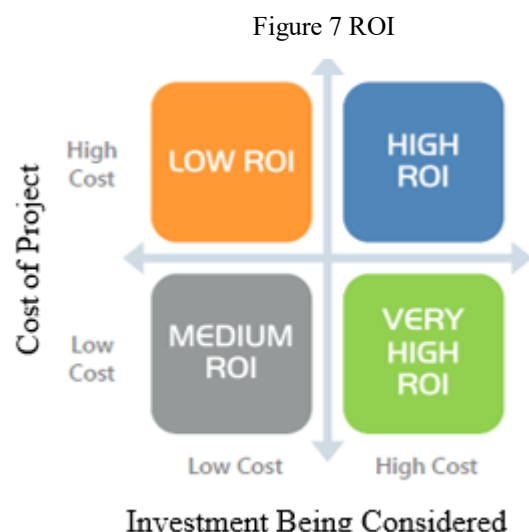 Figure 7 ROI
Cost of Project
High
Cost
LOW ROI
HIGH
ROI
Low
Cost
MEDIUM
ROI
VERY
HIGH
ROI
Low Cost
High Cost
Investment Being Considered